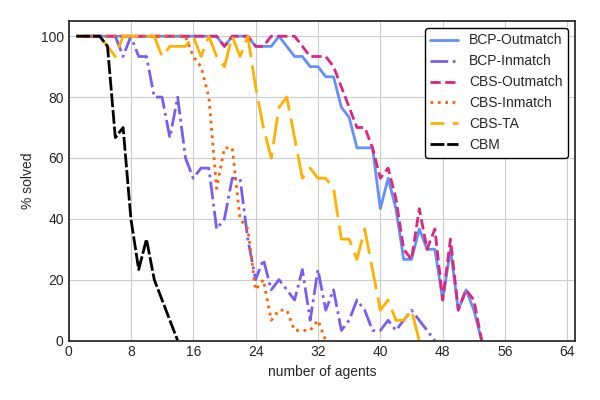 100
80
60
40
20
0
% solved
0 8 16 24 32 40 48 56 64
number of agents
BCP-Outmatch
BCP-Inmatch
CBS-Outmatch
CBS-Inmatch
CBS-TA
CBM